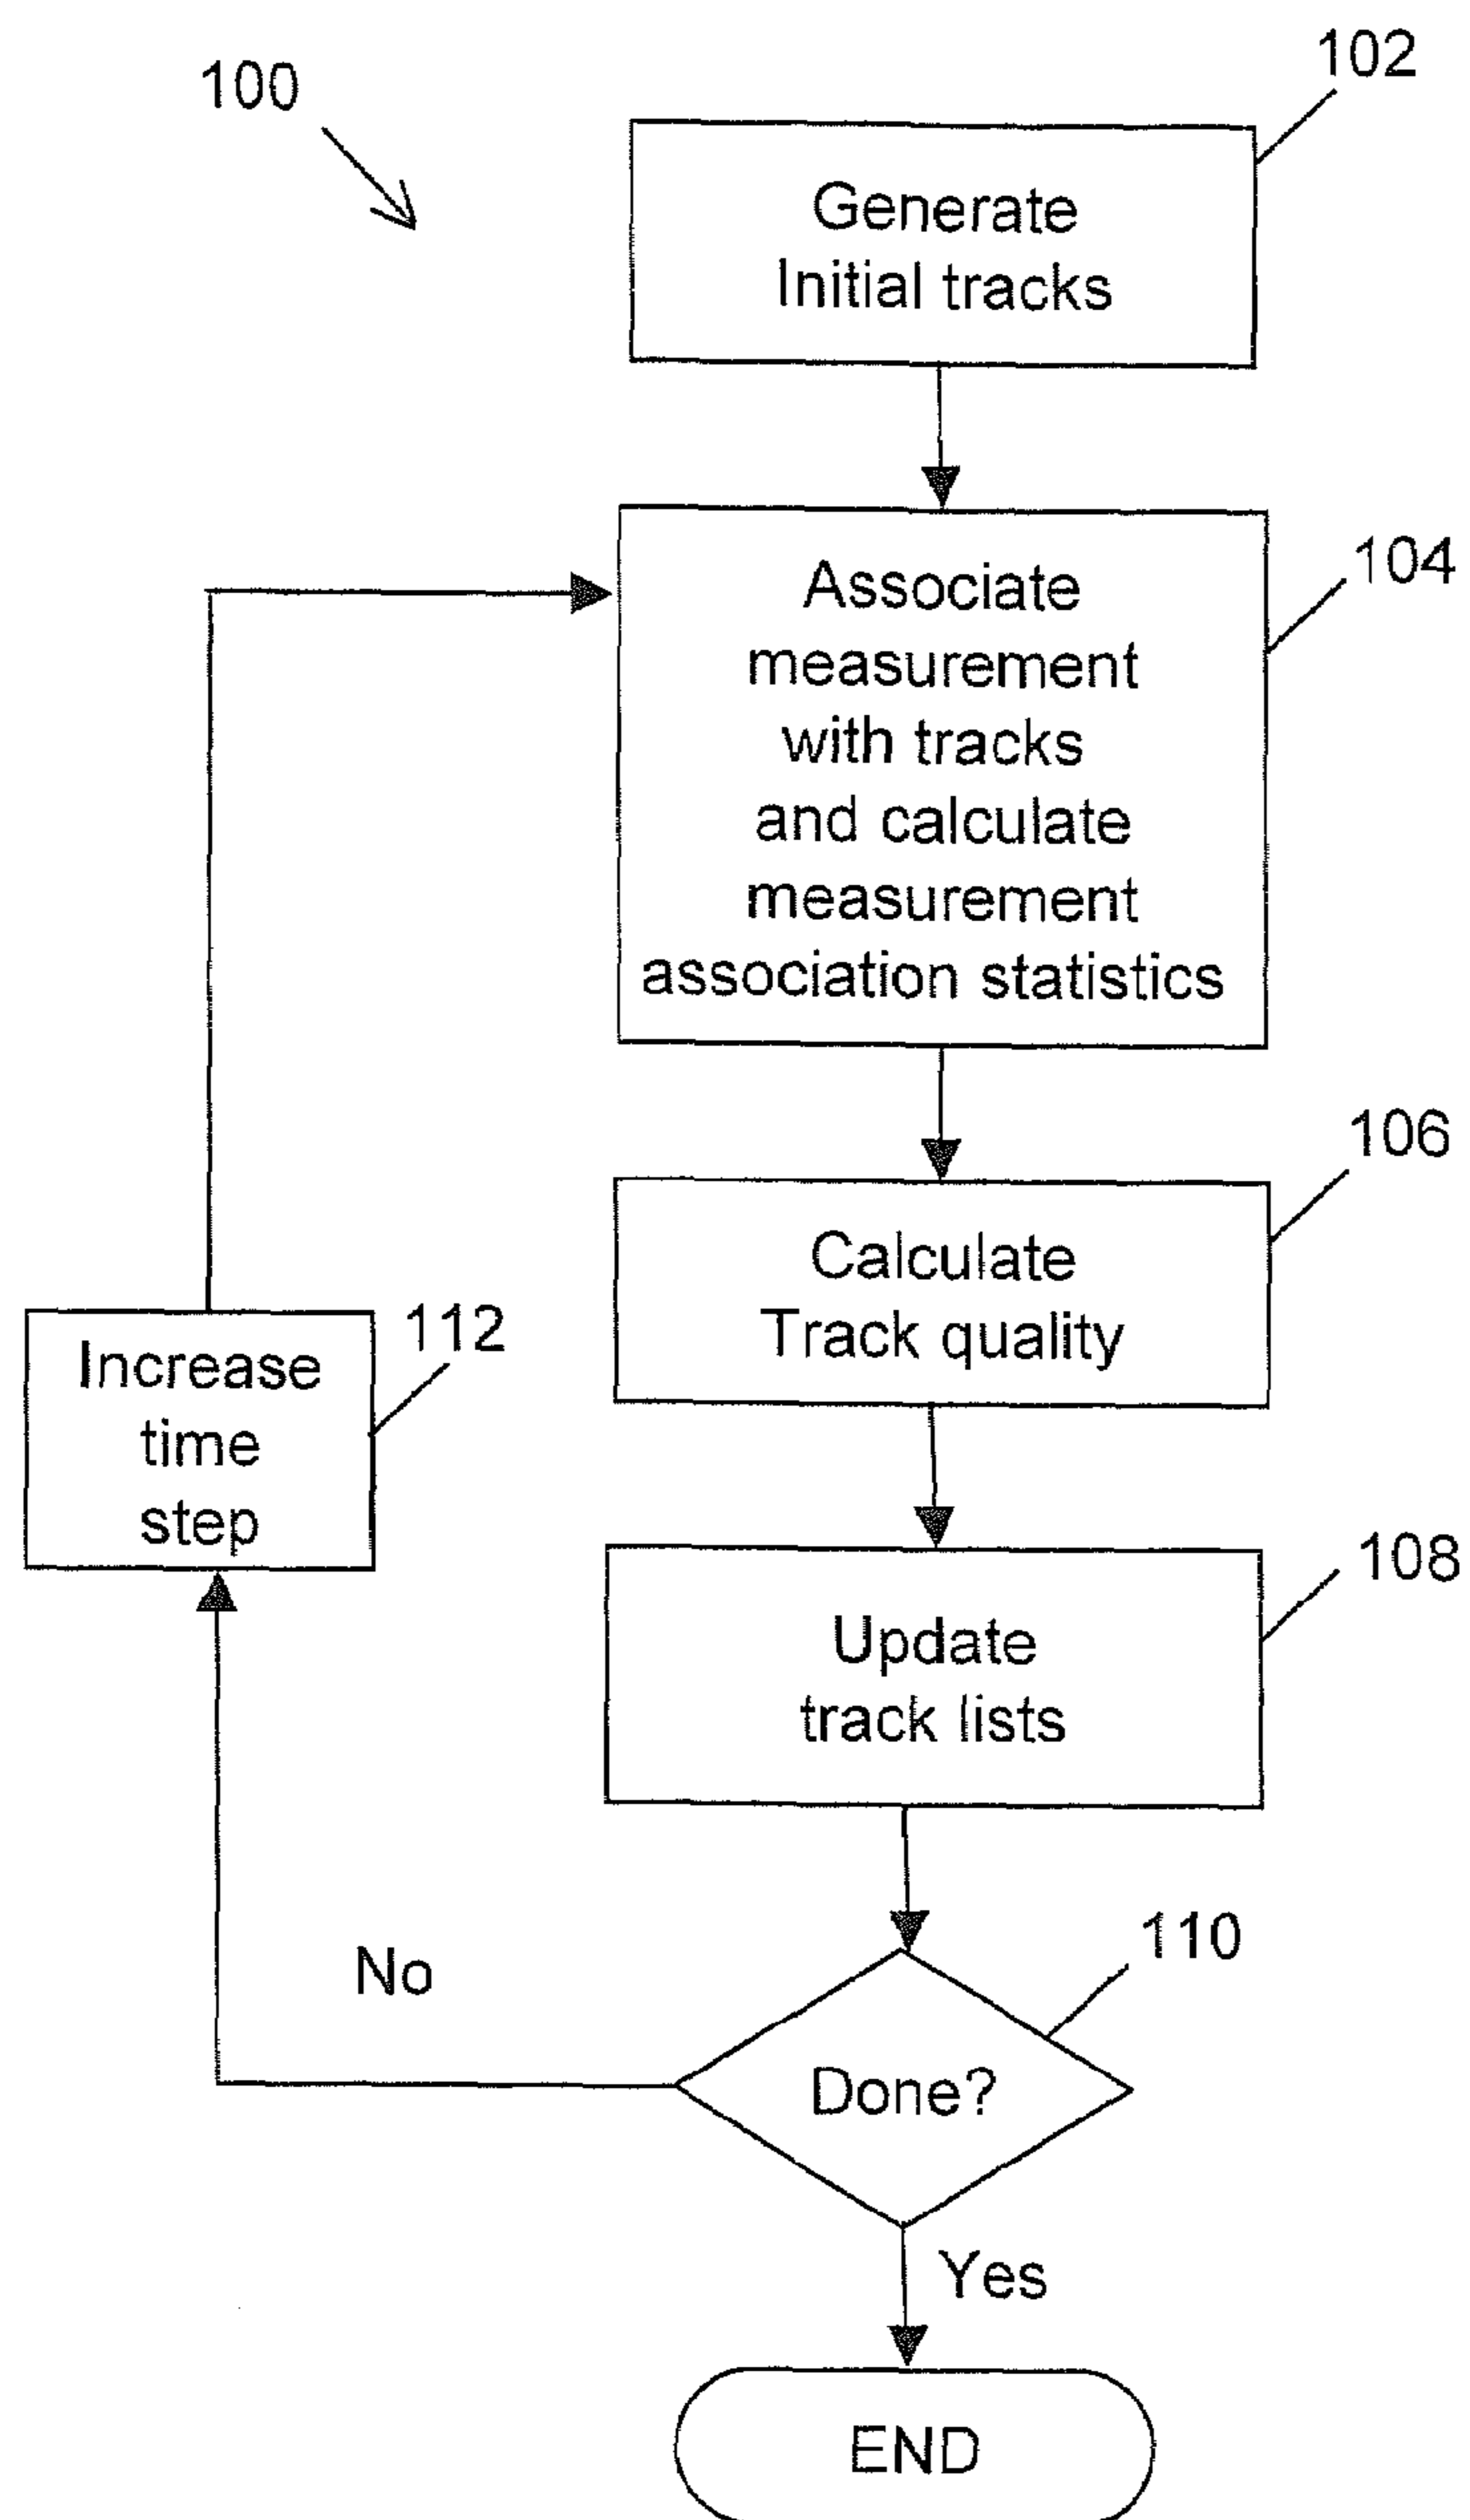 100
102
Generate
Initial tracks
104
Associate
measurement
with tracks
and calculate
measurement
association statistics
106
Calculate
Track quality
112
Increase
time
step
108
Update
track lists
110
No
Done?
Yes
END